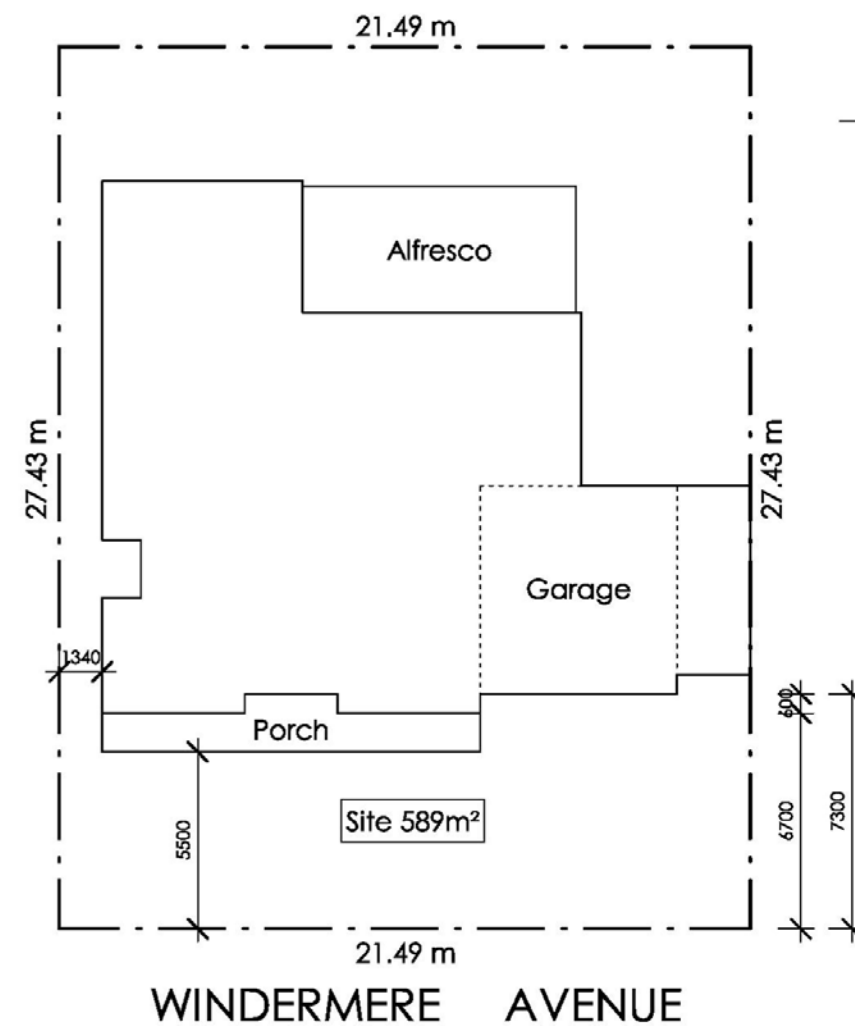 21.49 m
Alfresco
27.43 m
27.43 m
Garage
1340
600
Porch
Site 589m²
5500
6700
7300
21.49 m
WINDERMERE AVENUE